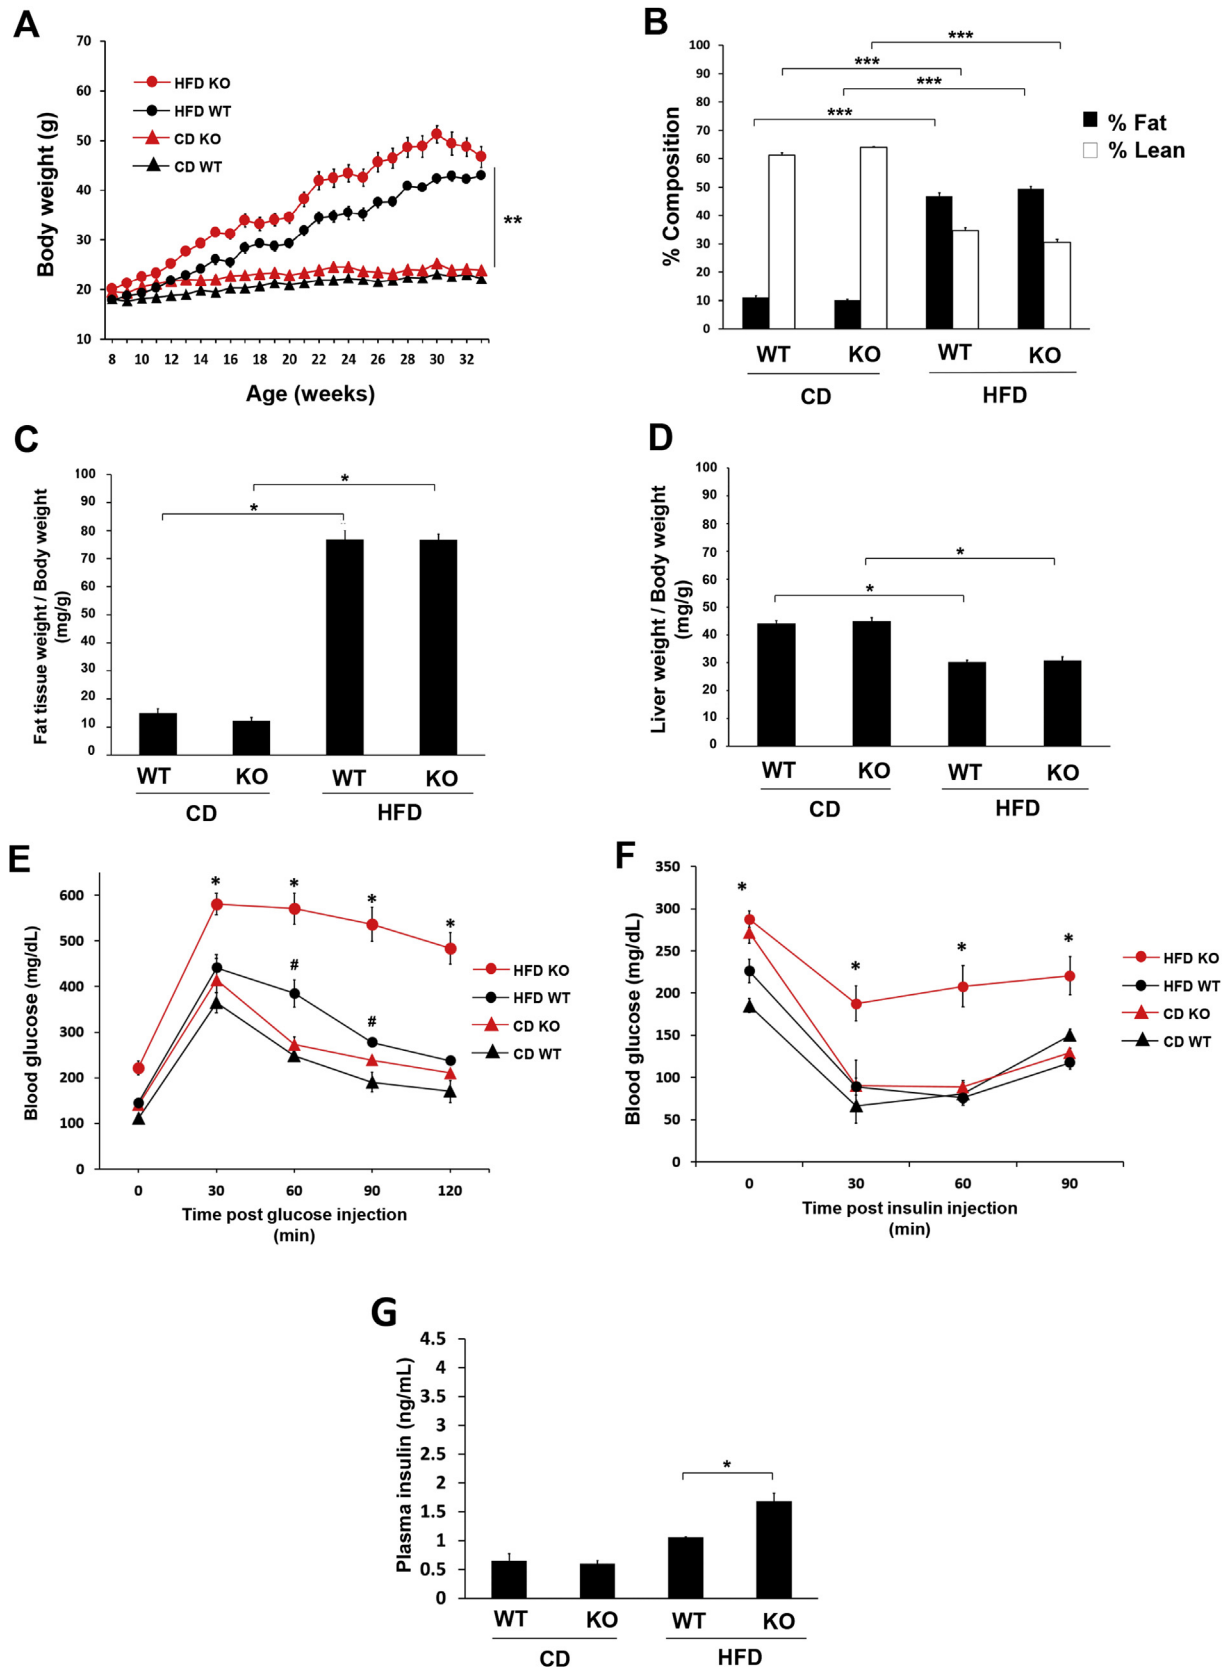 A
70
60
50
40
30
20
10
Body weight (g)
HFD KO
HFD WT
CD KO
CD WT
**
8 10 12 14 16 18 20 22 24 26 28 30 32
Age (weeks)
B
100
90
80
70
60
50
40
30
20
10
0
% Composition
***
***
***
***
% Fat
% Lean
WT KO WT KO
CD HFD
C
100
90
80
70
60
50
40
30
20
10
0
Fat tissue weight / Body weight
(mg/g)
*
*
WT KO WT KO
CD HFD
D
100
90
80
70
60
50
40
30
20
10
0
Liver weight / Body weight
(mg/g)
*
*
WT KO WT KO
CD HFD
E
600
500
400
300
200
100
0
Blood glucose (mg/dL)
* * * *
# #
HFD KO
HFD WT
CD KO
CD WT
0 30 60 90 120
Time post glucose injection
(min)
F
350
300
250
200
150
100
50
0
Blood glucose (mg/dL)
* * * *
HFD KO
HFD WT
CD KO
CD WT
0 30 60 90
Time post insulin injection
(min)
G
4.5
4
3.5
3
2.5
2
1.5
1
0.5
0
Plasma insulin (ng/mL)
*
WT KO WT KO
CD HFD